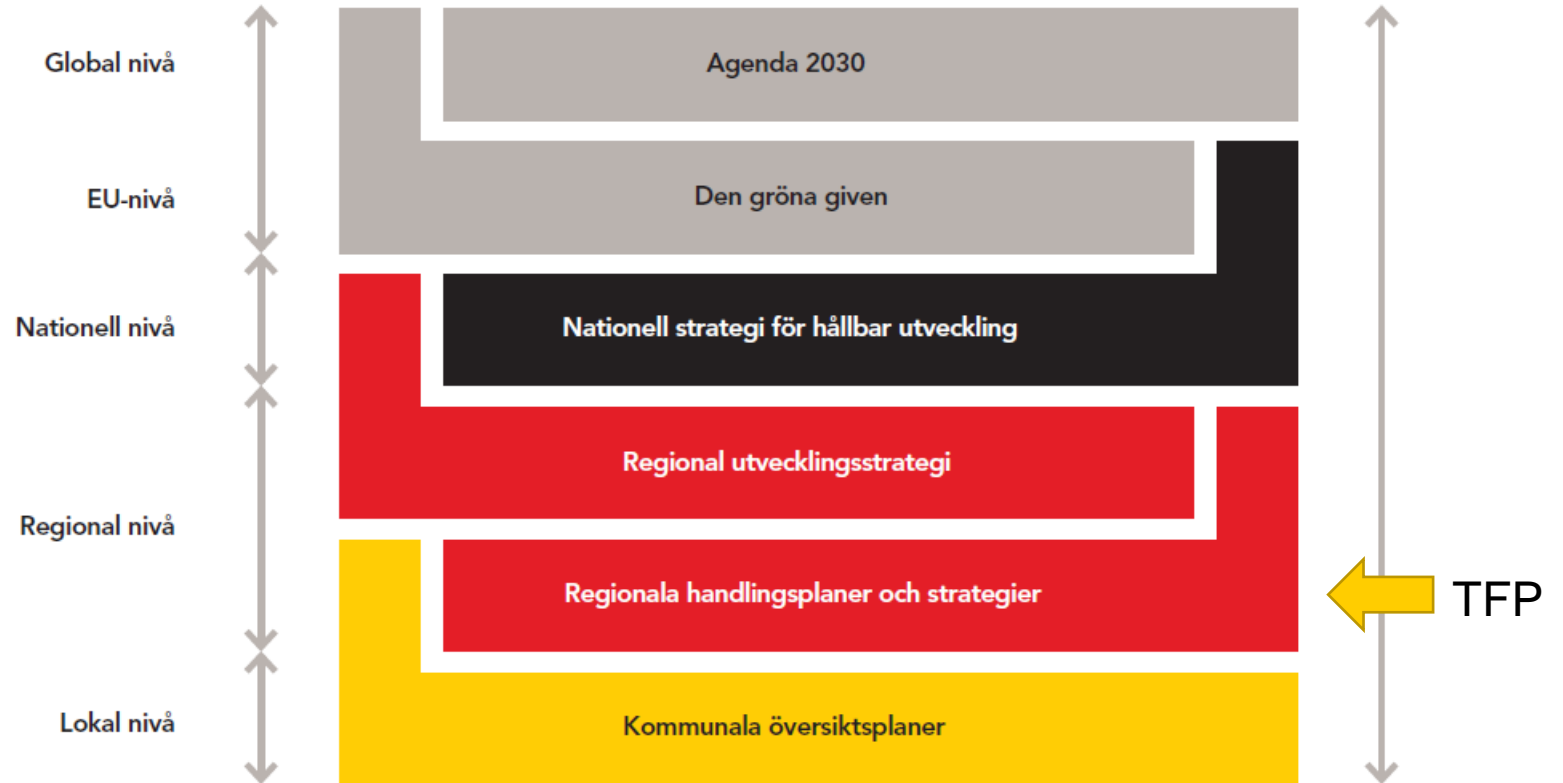 Global nivå
Agenda 2030
EU-nivå
Den gröna given
Nationell nivå
Nationell strategi för hållbar utveckling
Regional utvecklingsstrategi
Regional nivå
Regionala handlingsplaner och strategier
TFP
Lokal nivå
Kommunala översiktsplaner